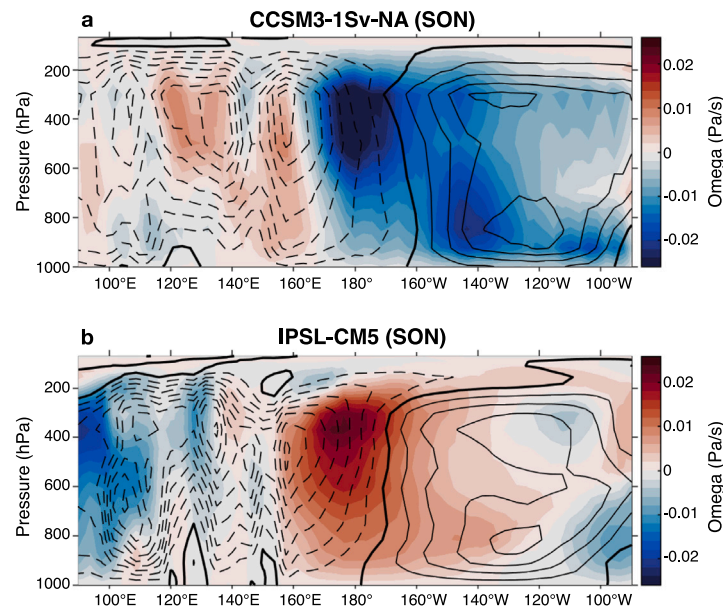 a
CCSM3-1Sv-NA (SON)
Pressure (hPa)
200
400
600
800
1000
100°E 120°E 140°E 160°E 180° 160°W 140°W 120°W 100°W
0.02
0.01
0
-0.01
-0.02
Omega (Pa/s)
b
IPSL-CM5 (SON)
Pressure (hPa)
200
400
600
800
1000
100°E 120°E 140°E 160°E 182° 160°W 140°W 120°W 100°W
0.02
0.01
0
-0.01
-0.02
Omega (Pa/s)